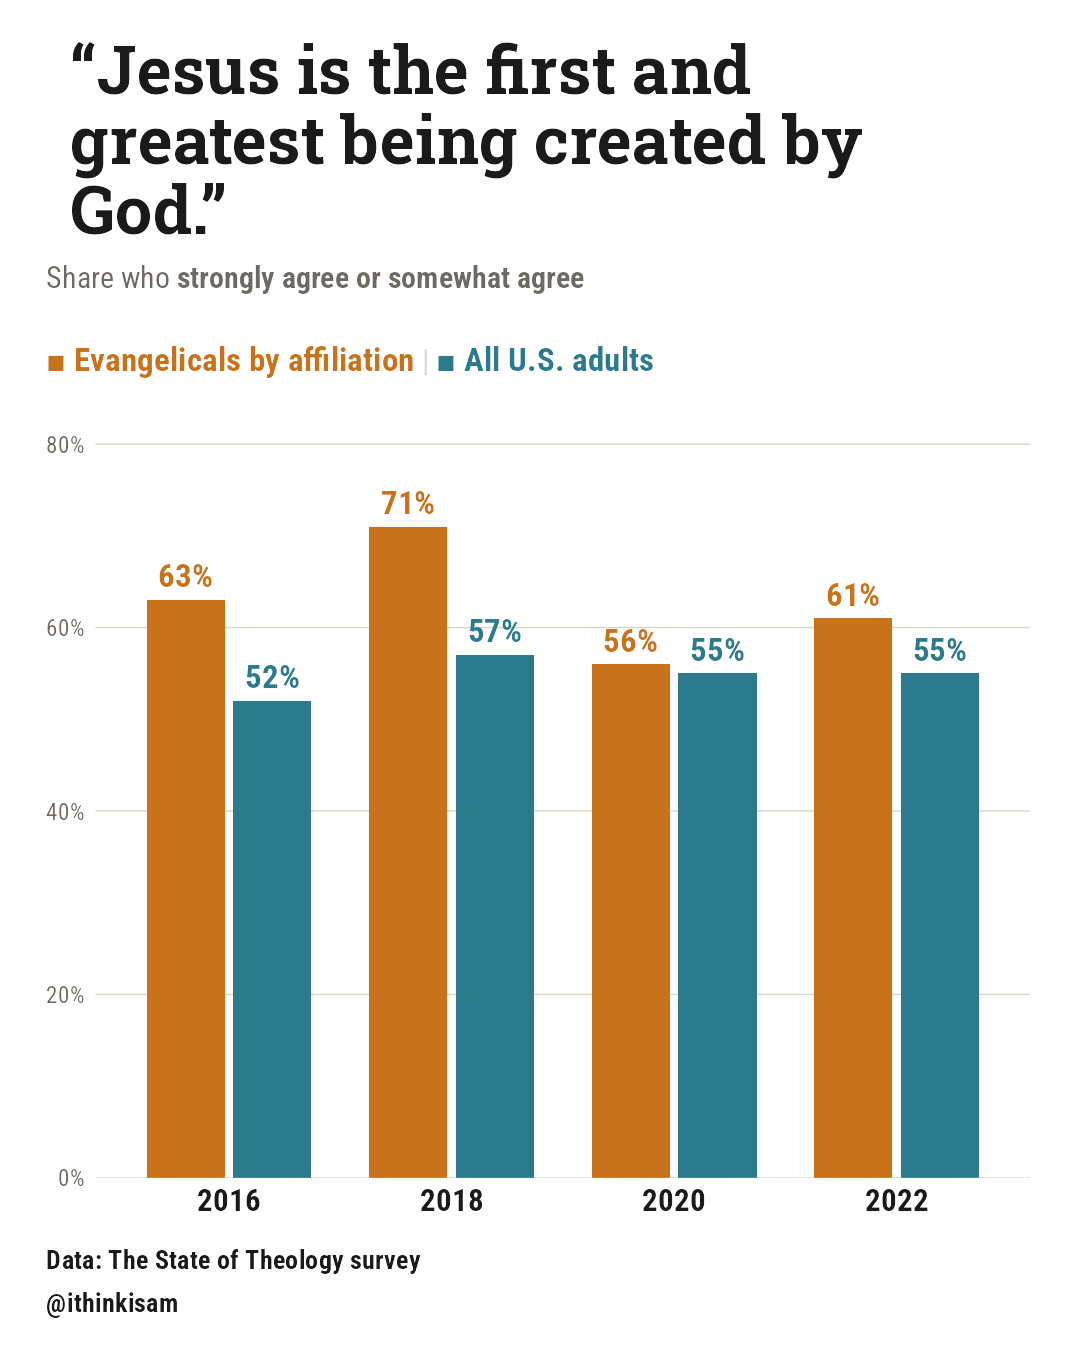 “Jesus is the first and
greatest being created by
God.”
Share who strongly agree or somewhat agree
■ Evangelicals by affiliation | ■ All U.S. adults
80%
71%
63%
61%
60%
57%
56%
55%
55%
52%
40%
20%
0%
2016 2018 2020 2022
Data: The State of Theology survey
@ithinkisam